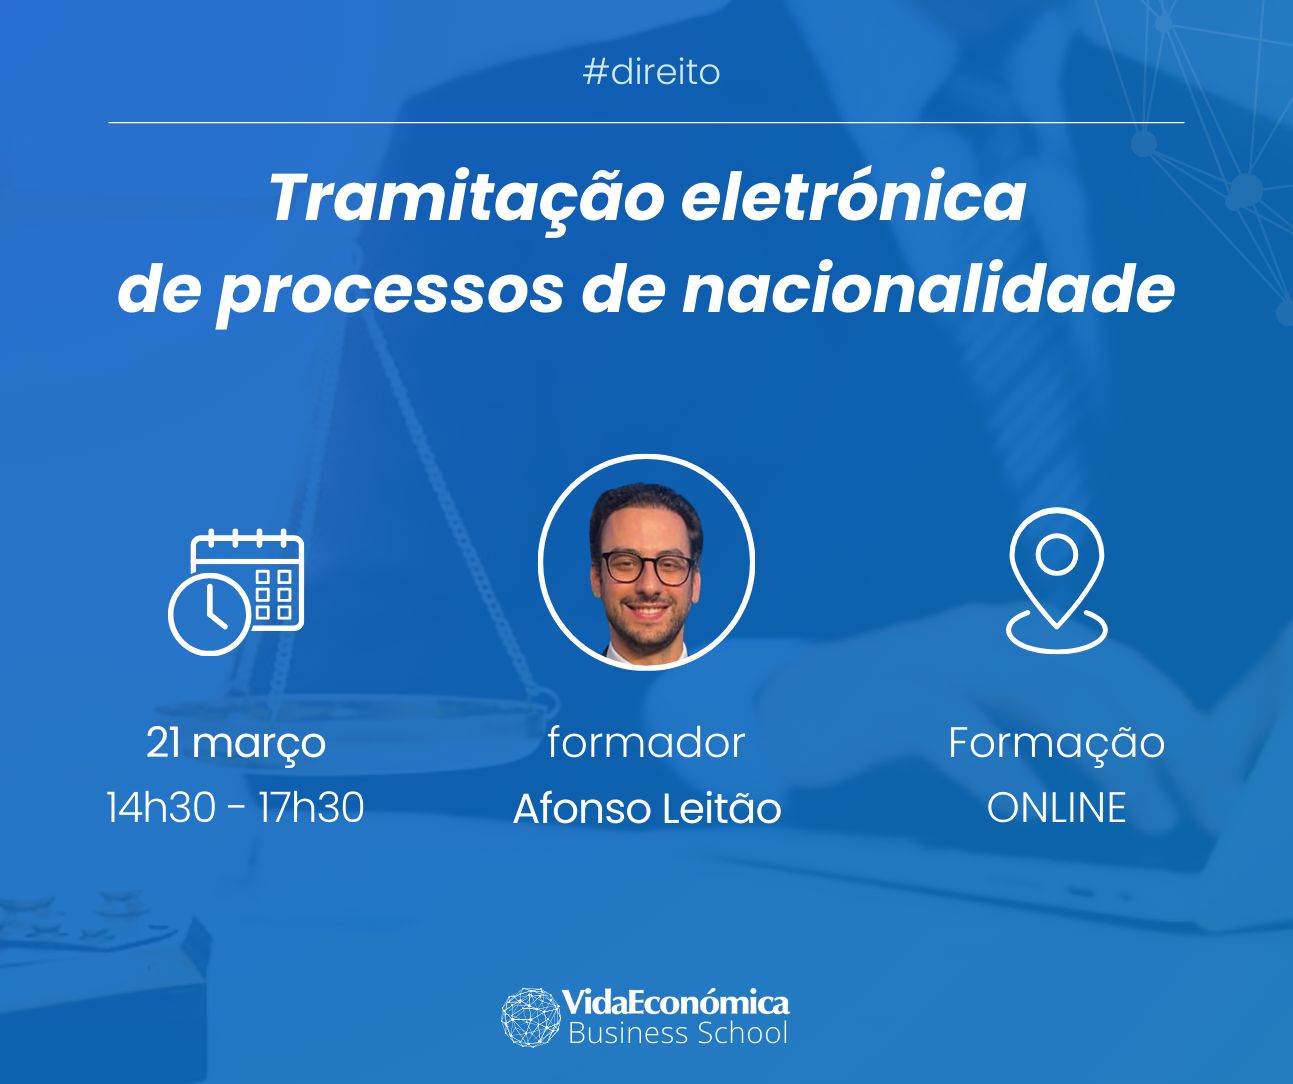 #direito
Tramitação eletrónica
de processos de nacionalidade
21 março
14h30 - 17h30
formador
Afonso Leitão
Formação
ONLINE
VidaEconómica
Business School